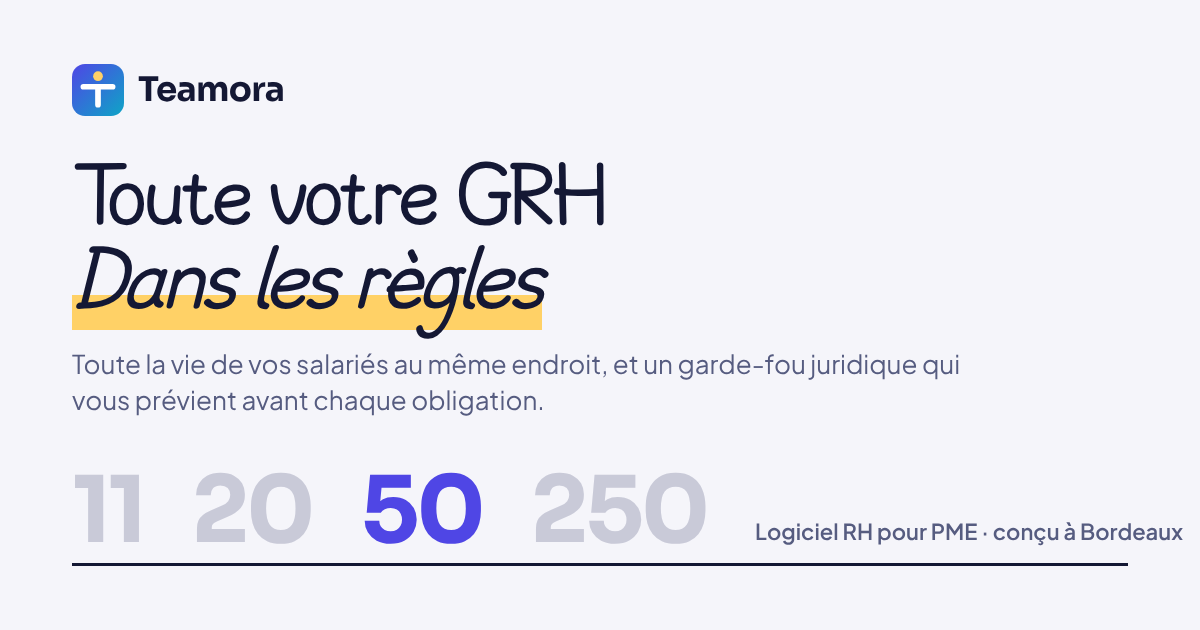 Teamora
Toute votre GRH
Dans les règles
Toute la vie de vos salariés au même endroit, et un garde-fou juridique qui
vous prévient avant chaque obligation.
11 20 50 250
Logiciel RH pour PME · conçu à Bordeaux